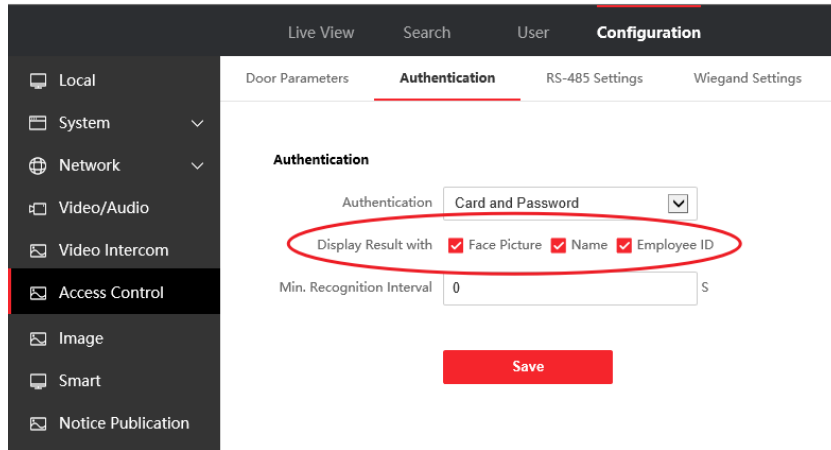 Live View Search User Configuration
Local
System
Network
Video/Audio
Video Intercom
Access Control
Image
Smart
Notice Publication
Door Parameters Authentication RS-485 Settings Wiegand Settings
Authentication
Authentication Card and Password
Display Result with Face Picture Name Employee ID
Min. Recognition Interval 0 S
Save